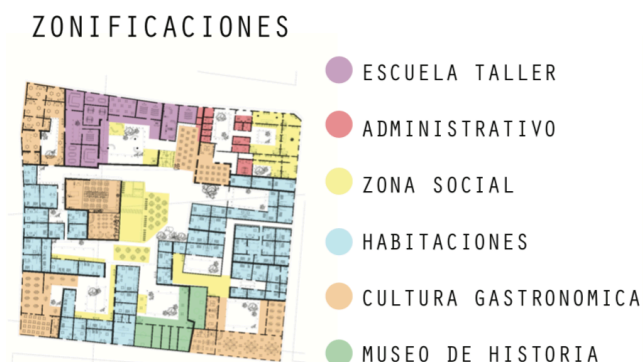 ZONIFICACIONES
ESCUELA TALLER
ADMINISTRATIVO
ZONA SOCIAL
HABITACIONES
CULTURA GASTRONOMICA
MUSEO DE HISTORIA